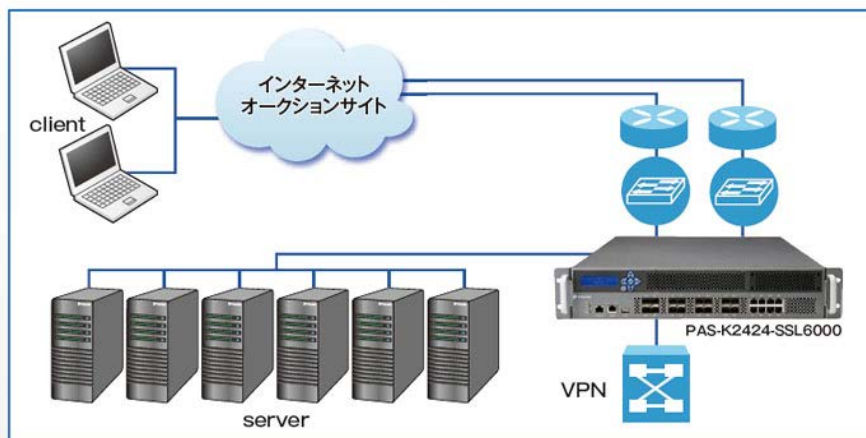 インターネット
オークションサイト
client
PAS-K2424-SSL6000
VPN
server